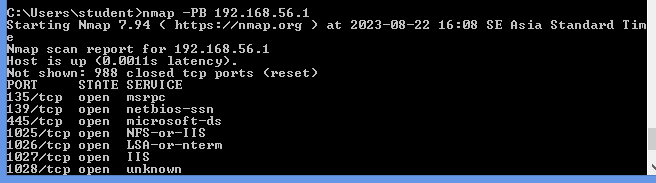 C:\Users\student>nmap -PB 192.168.56.1
Starting Nmap 7.94 ( https://nmap.org ) at 2023-08-22 16:08 SE Asia Standard Tim
e
Nmap scan report for 192.168.56.1
Host is up (0.0011s latency).
Not shown: 988 closed tcp ports (reset)
PORT     STATE SERVICE
135/tcp  open  msrpc
139/tcp  open  netbios-ssn
445/tcp  open  microsoft-ds
1025/tcp open  NFS-or-IIS
1026/tcp open  LSA-or-nterm
1027/tcp open  IIS
1028/tcp open  unknown